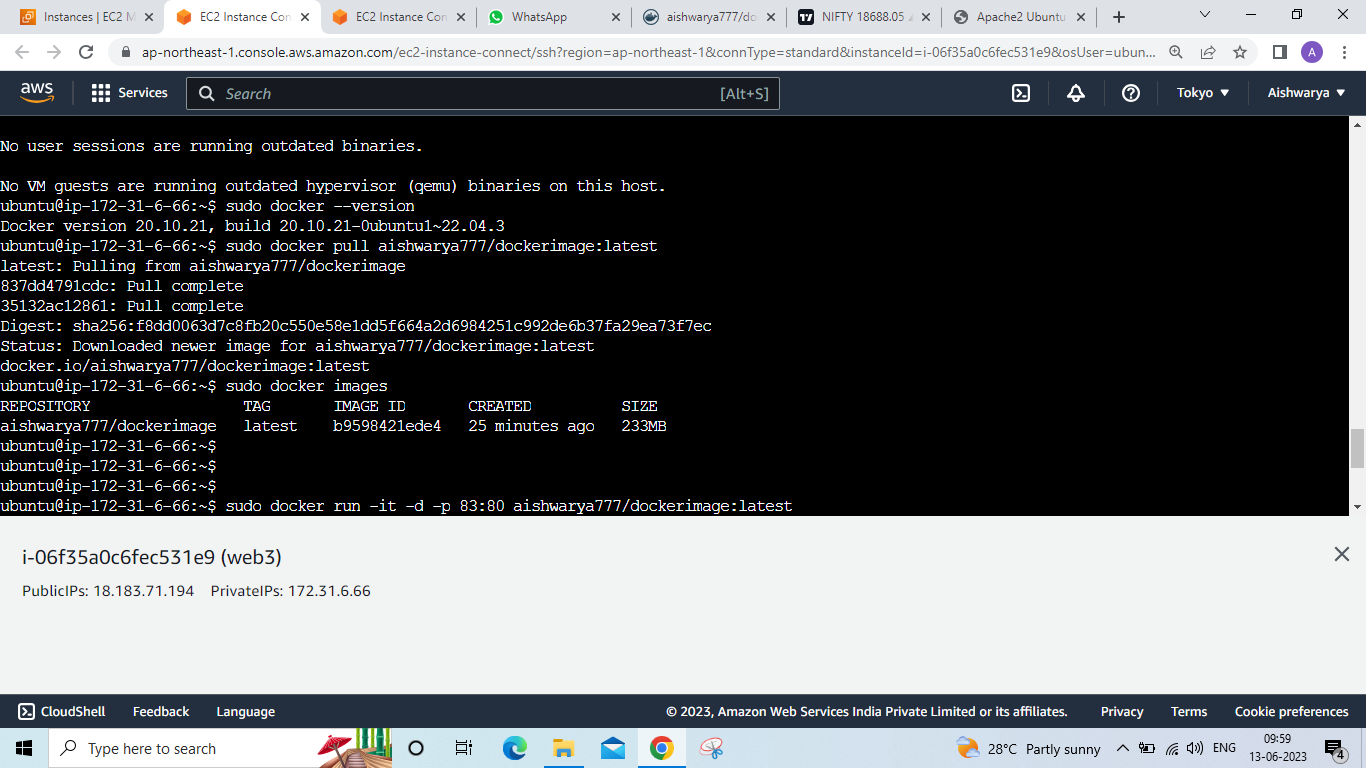 Instances | EC2 M
EC2 Instance Con
EC2 Instance Con
WhatsApp
aishwarya777/do
NIFTY 18688.05
Apache2 Ubuntu
ap-northeast-1.console.aws.amazon.com/ec2-instance-connect/ssh?region=ap-northeast-1&connType=standard&instanceId=i-06f35a0c6fec531e9&osUser=ubun...
A
aws
Services
Search
[Alt+S]
Tokyo
Aishwarya
No user sessions are running outdated binaries.
No VM guests are running outdated hypervisor (qemu) binaries on this host.
ubuntu@ip-172-31-6-66:~$ sudo docker --version
Docker version 20.10.21, build 20.10.21-0ubuntu1~22.04.3
ubuntu@ip-172-31-6-66:~$ sudo docker pull aishwarya777/dockerimage:latest
latest: Pulling from aishwarya777/dockerimage
837dd4791cdc: Pull complete
35132ac12861: Pull complete
Digest: sha256:f8dd0063d7c8fb20c550e58e1dd5f664a2d6984251c992de6b37fa29ea73f7ec
Status: Downloaded newer image for aishwarya777/dockerimage:latest
docker.io/aishwarya777/dockerimage:latest
ubuntu@ip-172-31-6-66:~$ sudo docker images
REPOSITORY TAG IMAGE ID CREATED SIZE
aishwarya777/dockerimage latest b9598421ede4 25 minutes ago 233MB
ubuntu@ip-172-31-6-66:~$
ubuntu@ip-172-31-6-66:~$
ubuntu@ip-172-31-6-66:~$
ubuntu@ip-172-31-6-66:~$ sudo docker run -it -d -p 83:80 aishwarya777/dockerimage:latest
i-06f35a0c6fec531e9 (web3)
PublicIPs: 18.183.71.194 PrivateIPs: 172.31.6.66
CloudShell Feedback Language
© 2023, Amazon Web Services India Private Limited or its affiliates. Privacy Terms Cookie preferences
Type here to search
28°C Partly sunny
ENG
09:59
13-06-2023
4